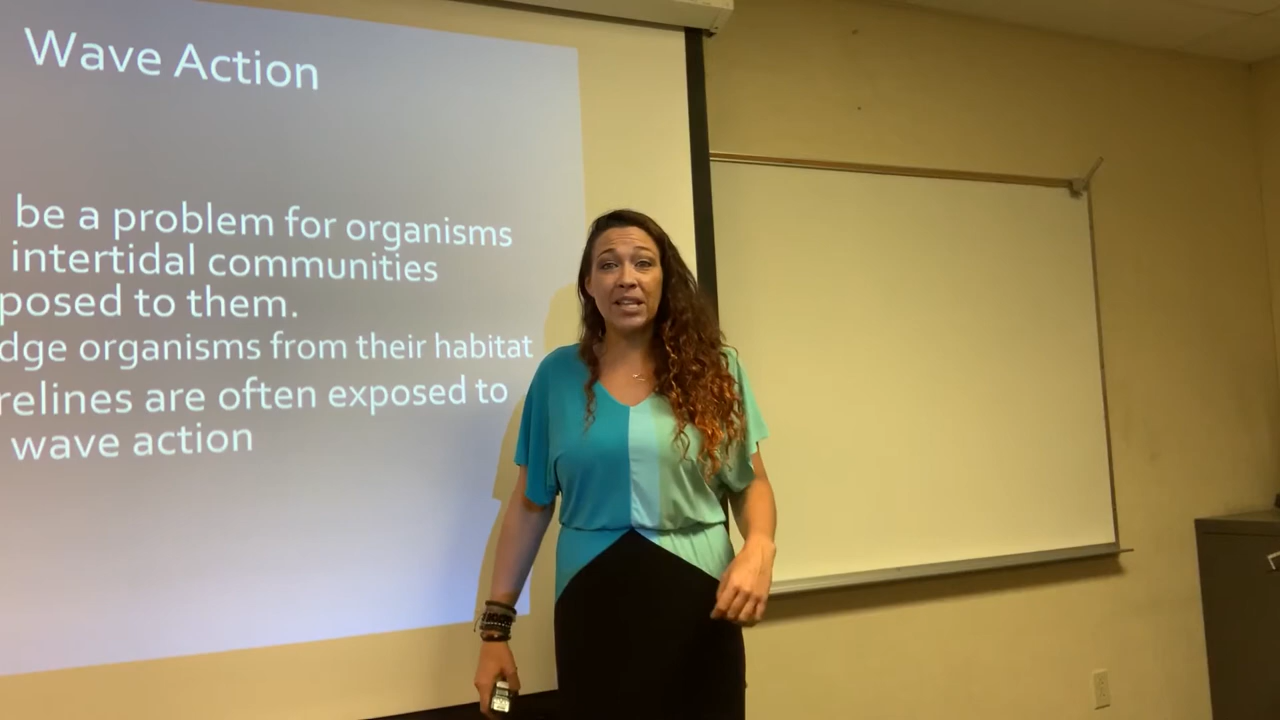 Wave Action
be a problem for organisms
intertidal communities
posed to them.
dge organisms from their habitat
relines are often exposed to
wave action